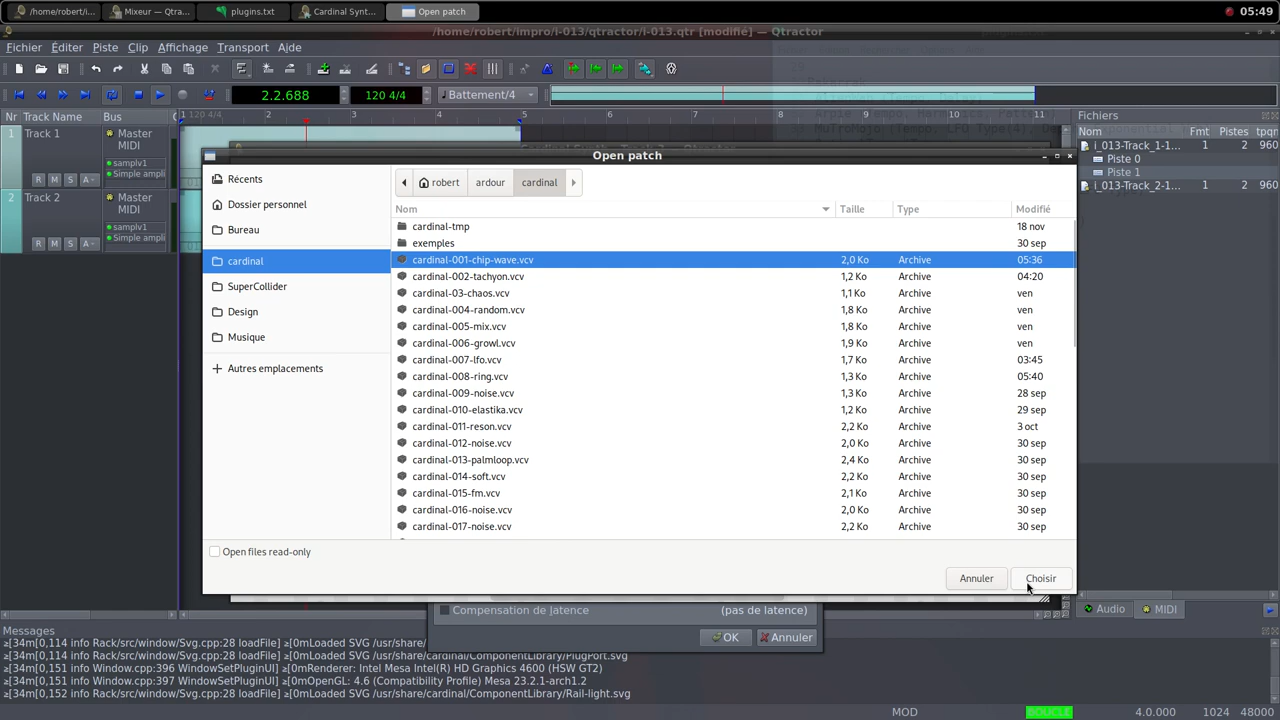 /home/robert/i...
Mixeur — Qtra...
plugins.txt
Cardinal Synt...
Open patch
05:49
/home/robert/impro/i-013/qtractor/i-013.qtr [modifié] — Qtractor
Fichier Éditer Piste Clip Affichage Transport Aide
2.2.688
120 4/4
Battement/4
Nr Track Name Bus
1 120 4/4 2 3 4 5 6 7 8 9 10 11
1 Track 1
Master
MIDI
samplv1
Simple ampli
R M S A
2 Track 2
Master
MIDI
samplv1
Simple ampli
R M S A
Fichiers
Nom Fmt Pistes tpqr
i_013-Track_1-1... 1 2 960
Piste 0
Piste 1
i_013-Track_2-1... 1 2 960
Open patch
Récents
Dossier personnel
Bureau
cardinal
SuperCollider
Design
Musique
Autres emplacements
robert ardour cardinal
Nom Taille Type Modifié
cardinal-tmp 18 nov
exemples 30 sep
cardinal-001-chip-wave.vcv 2,0 Ko Archive 05:36
cardinal-002-tachyon.vcv 1,2 Ko Archive 04:20
cardinal-03-chaos.vcv 1,1 Ko Archive ven
cardinal-004-random.vcv 1,8 Ko Archive ven
cardinal-005-mix.vcv 1,8 Ko Archive ven
cardinal-006-growl.vcv 1,9 Ko Archive ven
cardinal-007-lfo.vcv 1,7 Ko Archive 03:45
cardinal-008-ring.vcv 1,3 Ko Archive 05:40
cardinal-009-noise.vcv 1,3 Ko Archive 28 sep
cardinal-010-elastika.vcv 1,2 Ko Archive 29 sep
cardinal-011-reson.vcv 2,2 Ko Archive 3 oct
cardinal-012-noise.vcv 2,0 Ko Archive 30 sep
cardinal-013-palmloop.vcv 2,4 Ko Archive 30 sep
cardinal-014-soft.vcv 2,2 Ko Archive 30 sep
cardinal-015-fm.vcv 2,1 Ko Archive 30 sep
cardinal-016-noise.vcv 2,0 Ko Archive 30 sep
cardinal-017-noise.vcv 2,2 Ko Archive 30 sep
Open files read-only
Annuler Choisir
Compensation de latence (pas de latence)
OK Annuler
Audio MIDI
Messages
≥[34m[0,114 info Rack/src/window/Svg.cpp:28 loadFile] ≥[0mLoaded SVG /usr/share/
≥[34m[0,114 info Rack/src/window/Svg.cpp:28 loadFile] ≥[0mLoaded SVG /usr/share/cardinal/ComponentLibrary/PlugPort.svg
≥[34m[0,151 info Window.cpp:396 WindowSetPluginUI] ≥[0mRenderer: Intel Mesa Intel(R) HD Graphics 4600 (HSW GT2)
≥[34m[0,151 info Window.cpp:397 WindowSetPluginUI] ≥[0mOpenGL: 4.6 (Compatibility Profile) Mesa 23.2.1-arch1.2
≥[34m[0,152 info Rack/src/window/Svg.cpp:28 loadFile] ≥[0mLoaded SVG /usr/share/cardinal/ComponentLibrary/Rail-light.svg
MOD BOUCLE 4.0.000 1024 48000